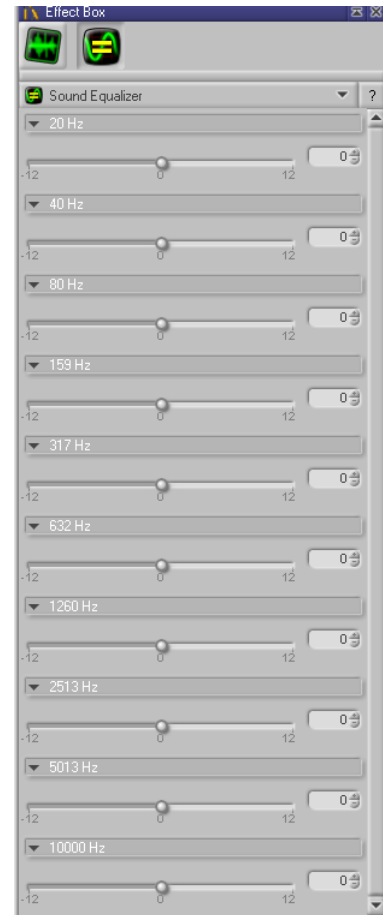 Effect Box
Sound Equalizer ?
20 Hz
0
-12 0 12
40 Hz
0
-12 0 12
80 Hz
0
-12 0 12
159 Hz
0
-12 0 12
317 Hz
0
-12 0 12
632 Hz
0
-12 0 12
1260 Hz
0
-12 0 12
2513 Hz
0
-12 0 12
5013 Hz
0
-12 0 12
10000 Hz
0
-12 0 12